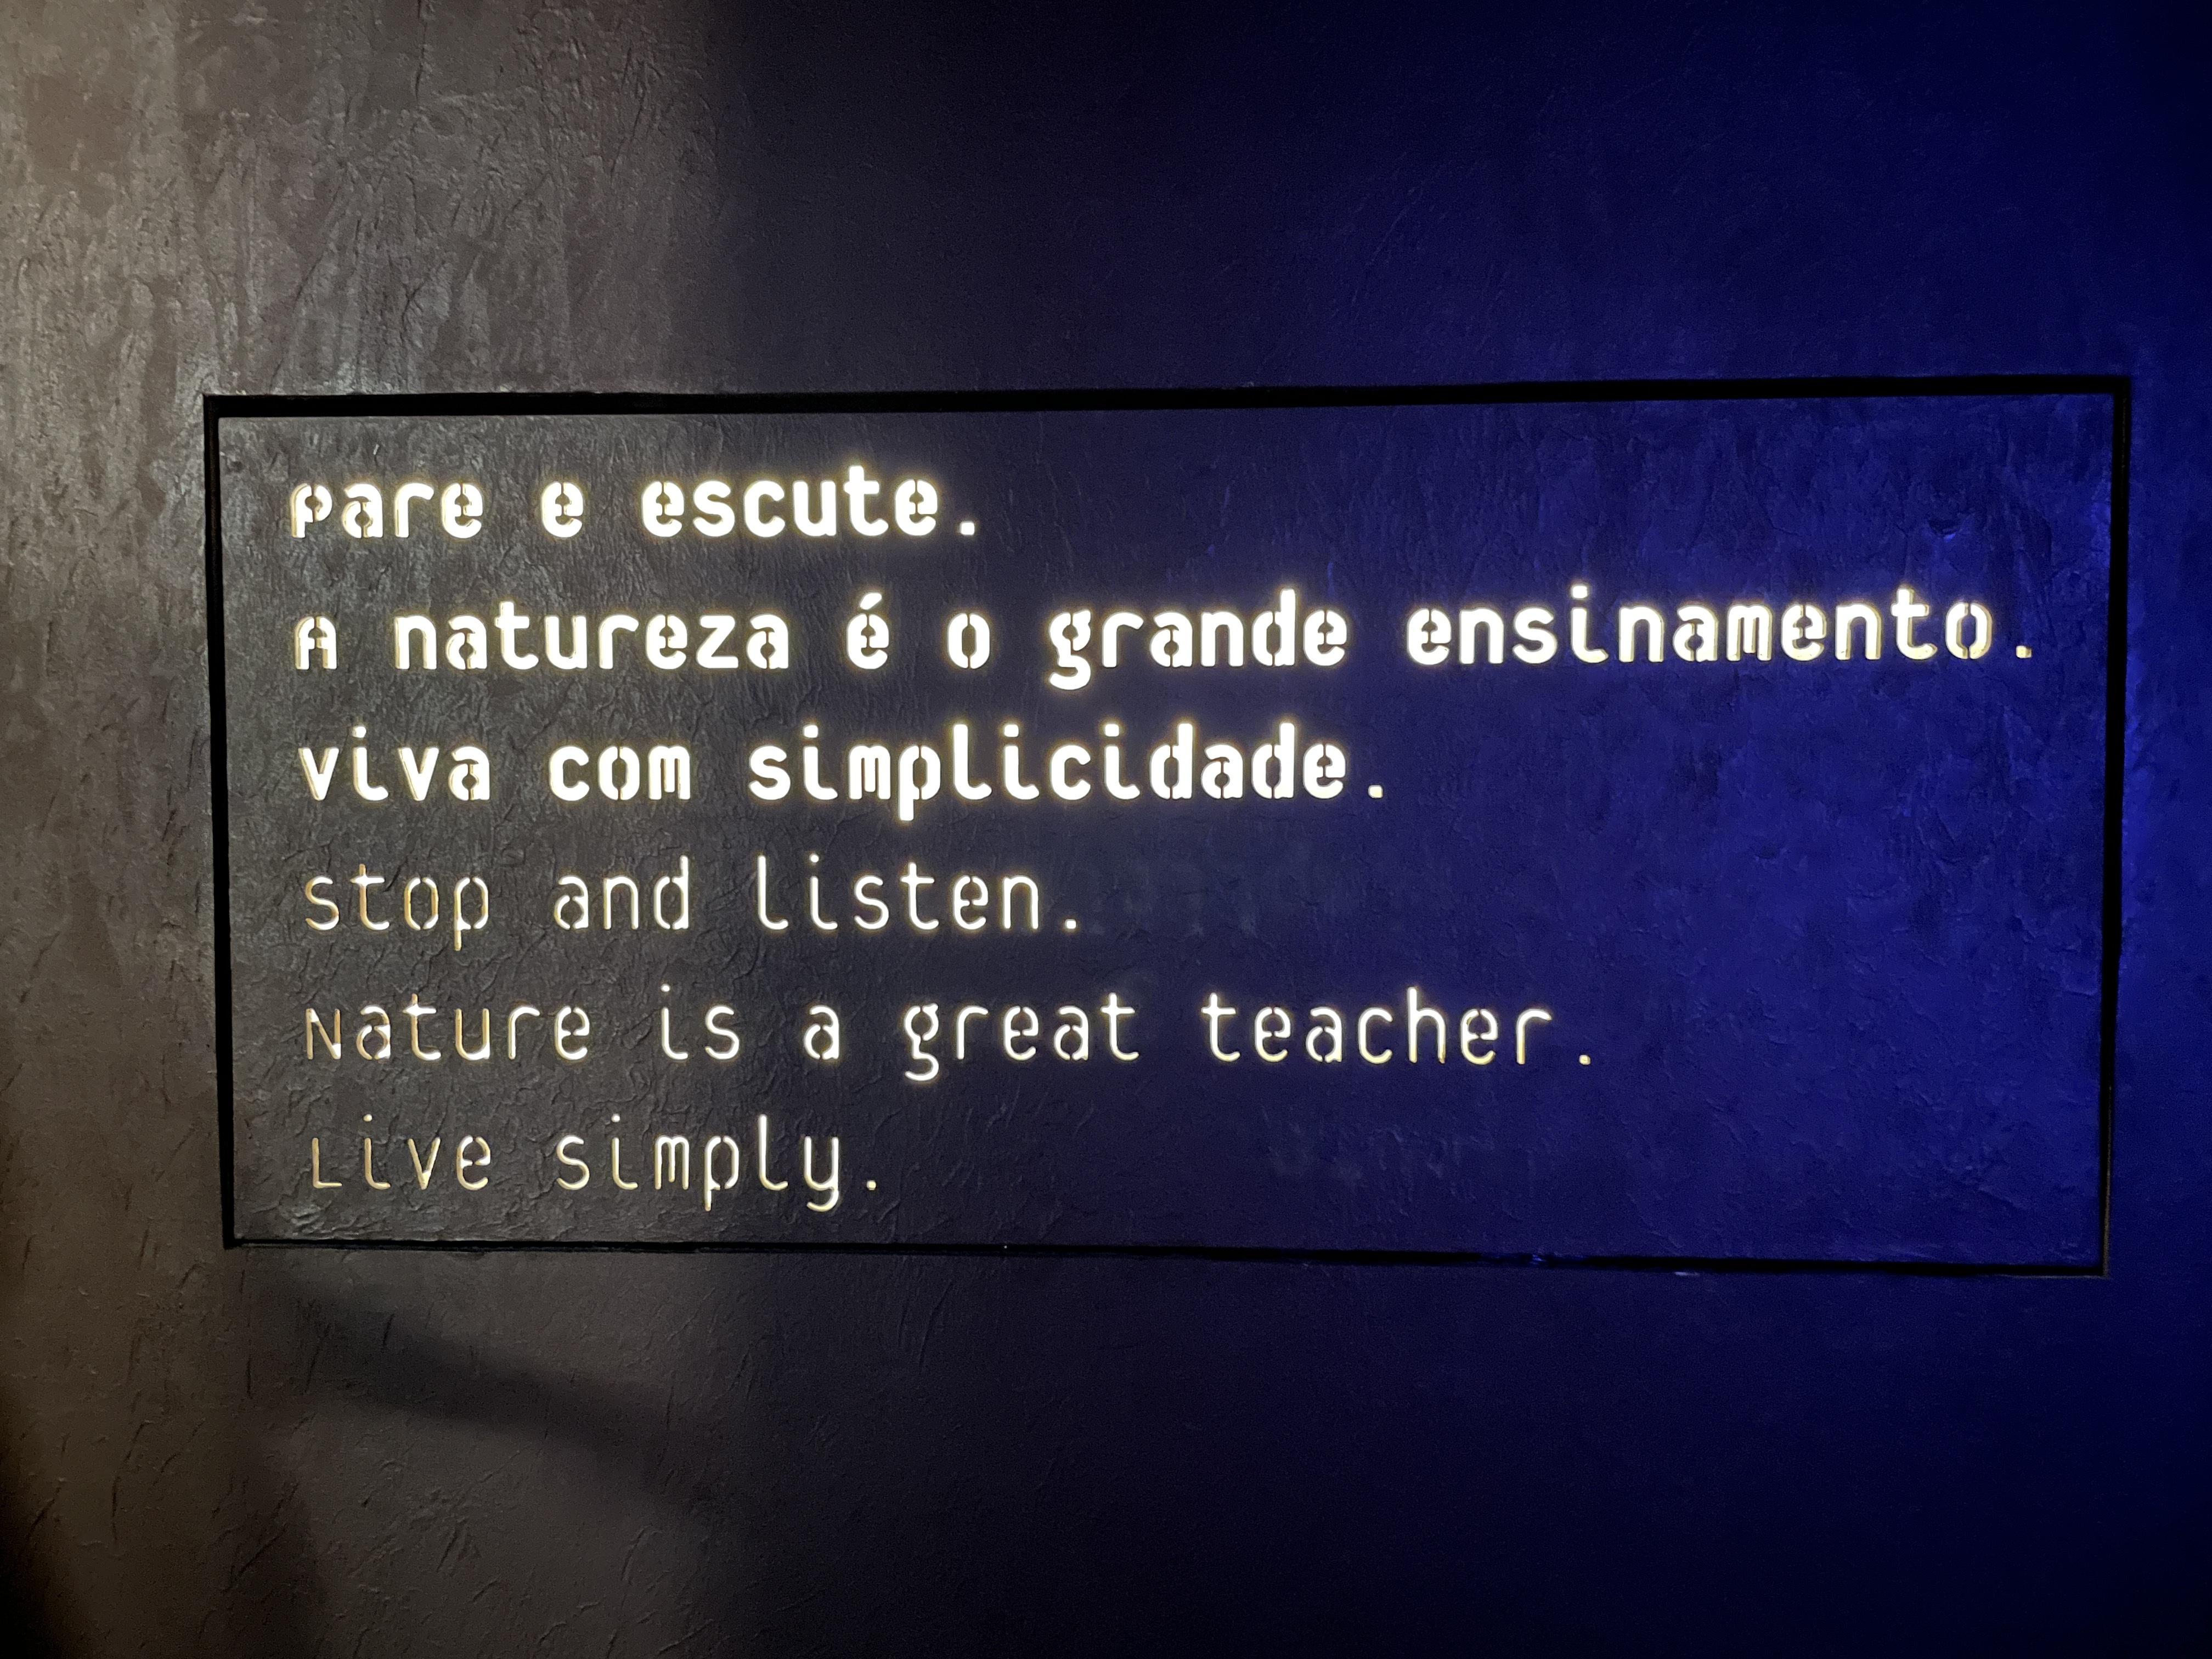 Pare e escute.
A natureza é o grande ensinamento.
viva com simplicidade.
Stop and listen.
Nature is a great teacher.
Live simply.